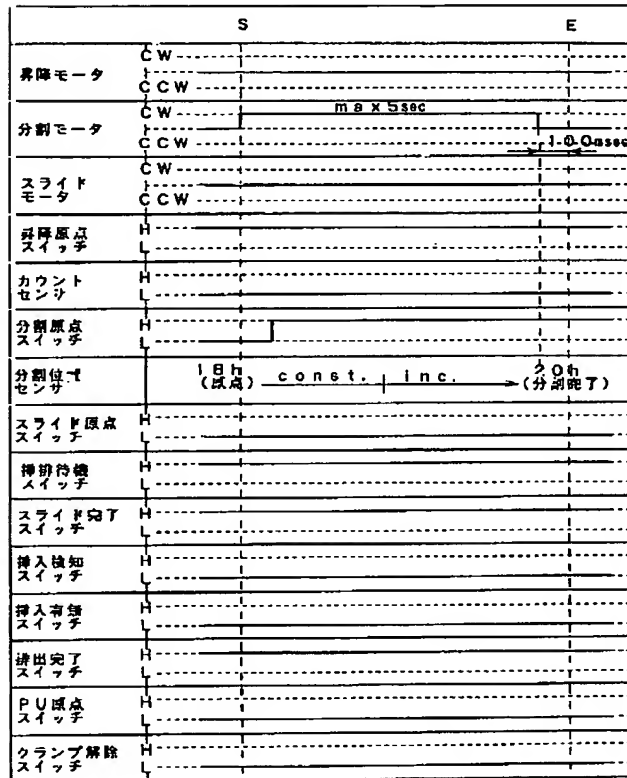 S E
昇降モータ
CW
CCW
分割モータ
CW
max 5sec
CCW
100msec
スライド
モータ
CW
CCW
昇降原点
スイッチ
H
L
カウント
センサ
H
L
分割原点
スイッチ
H
L
分割位置
センサ
18h
(原点)
const. inc.
20h
(分割完了)
スライド原点
スイッチ
H
L
挿排待機
スイッチ
H
L
スライド完了
スイッチ
H
L
挿入検知
スイッチ
H
L
挿入有無
スイッチ
H
L
排出完了
スイッチ
H
L
PU原点
スイッチ
H
L
クランプ解除
スイッチ
H
L